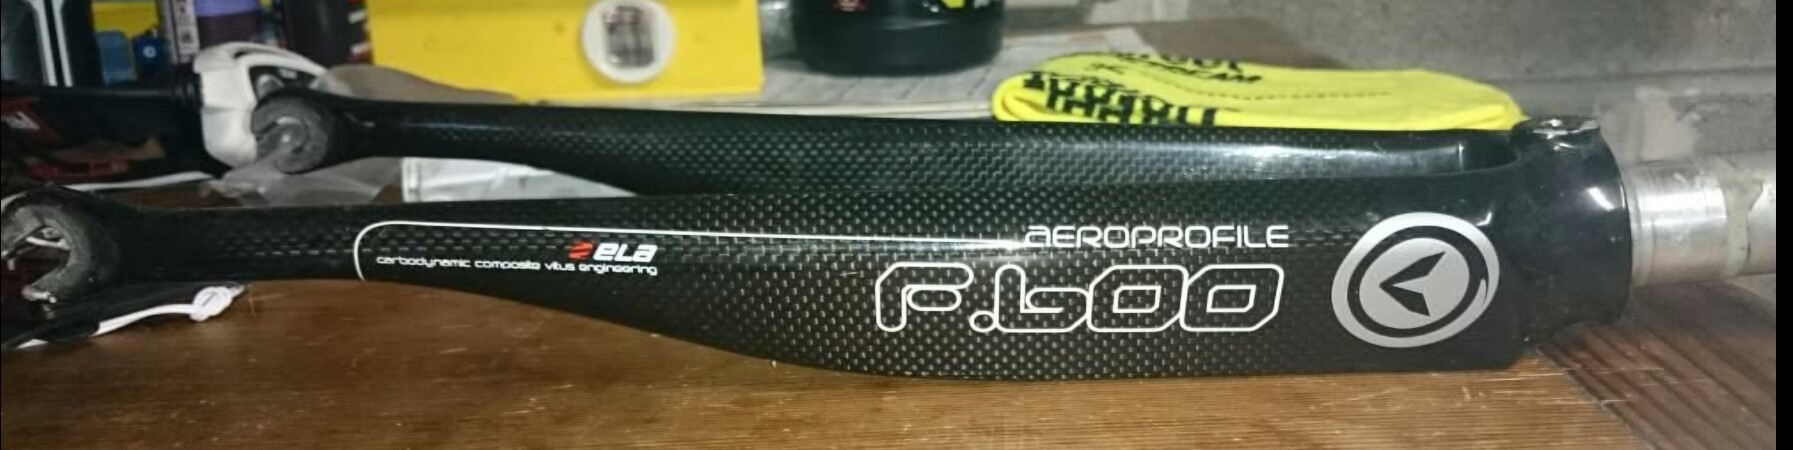 AEROPROFILE
F.600
ZELA
carbodynamic composite vitus engineering